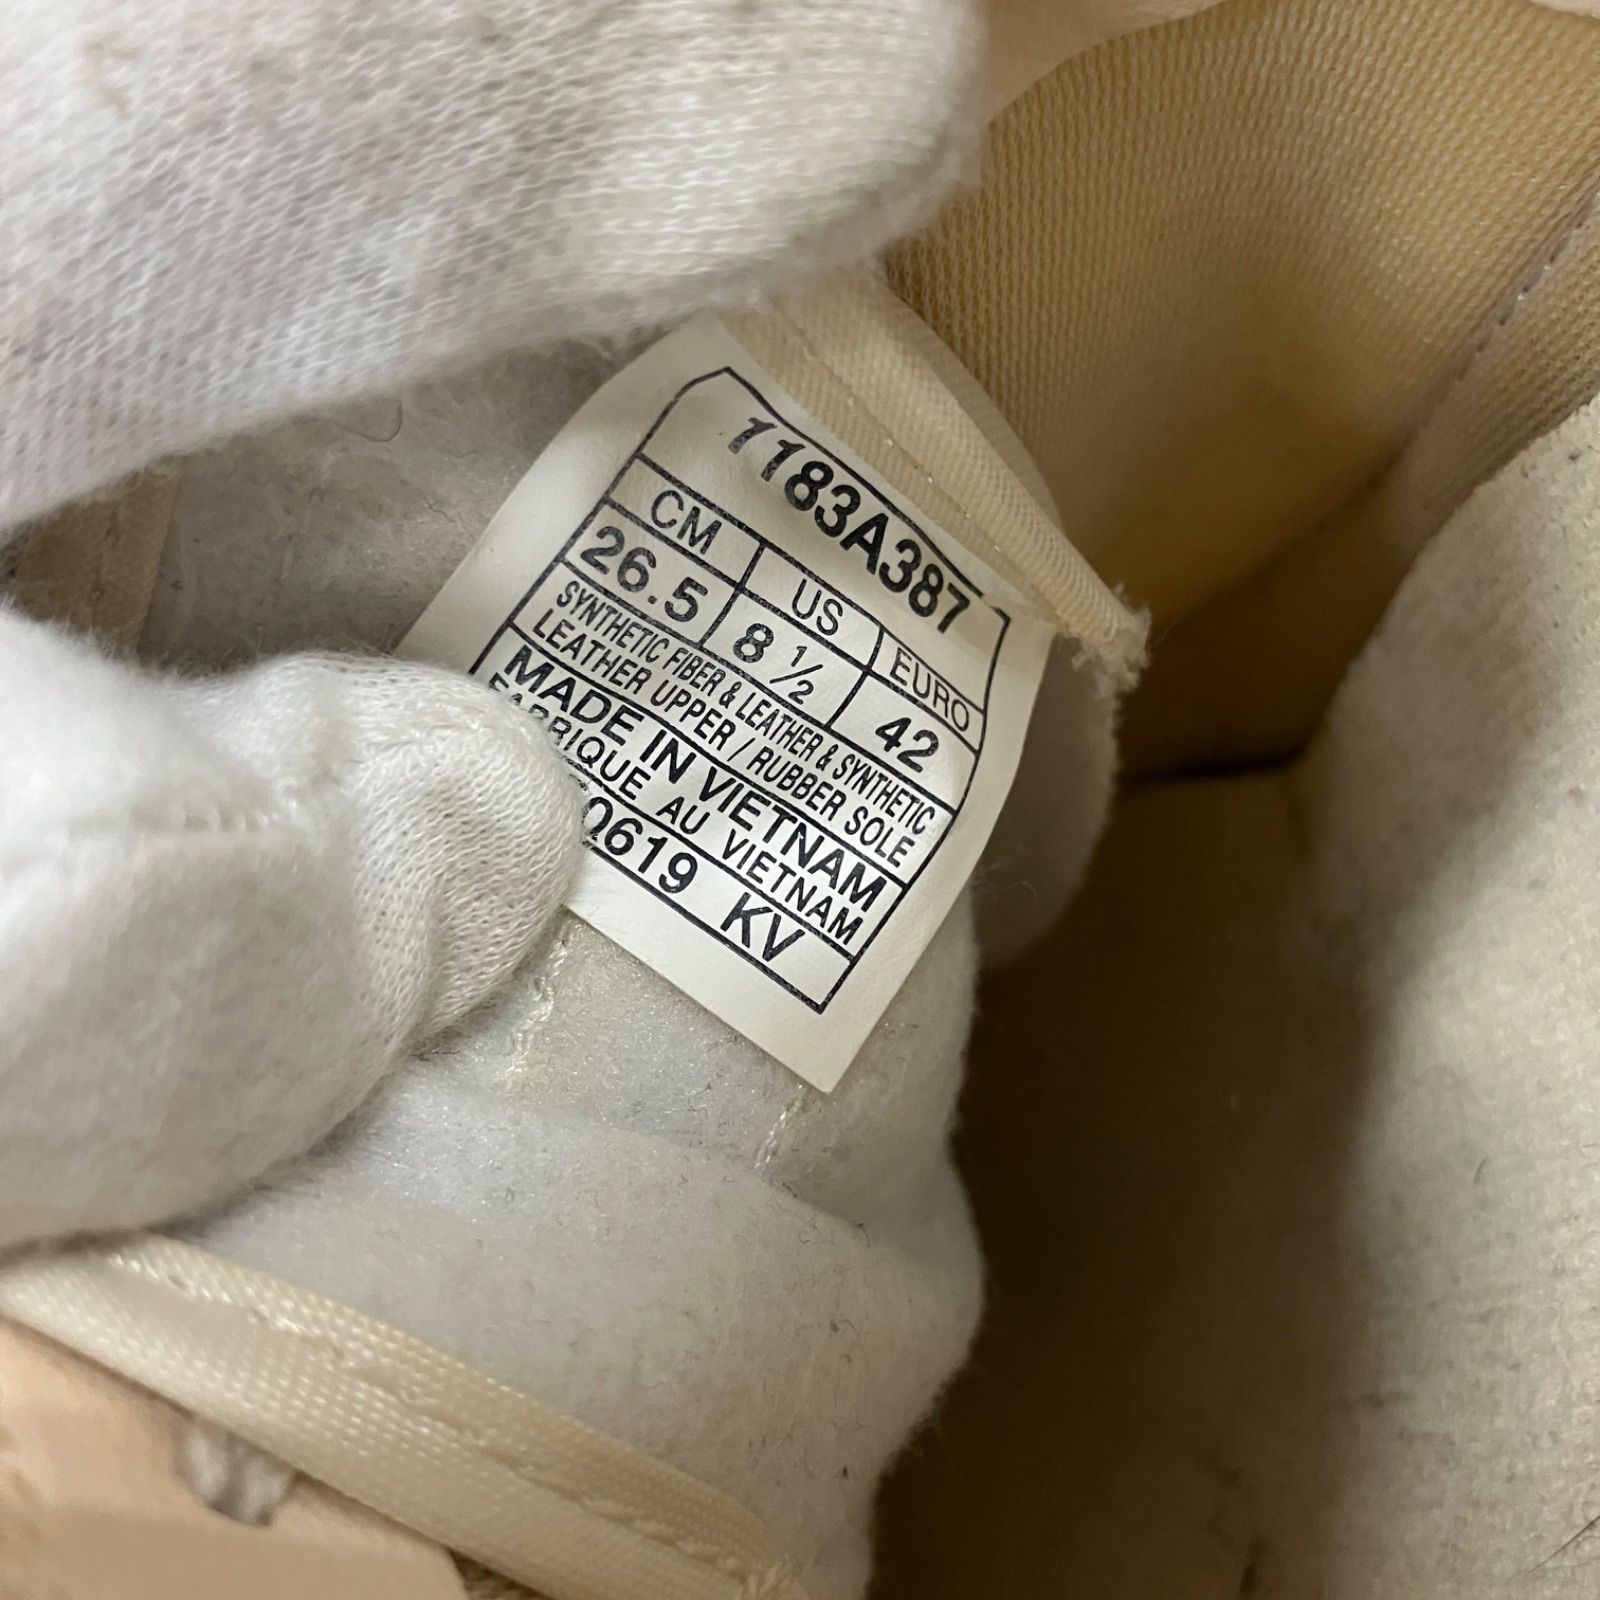 1183A387
CM US EURO
26.5 8 ½ 42
SYNTHETIC FIBER & LEATHER & SYNTHETIC
LEATHER UPPER / RUBBER SOLE
MADE IN VIETNAM
FABRIQUE AU VIETNAM
KV